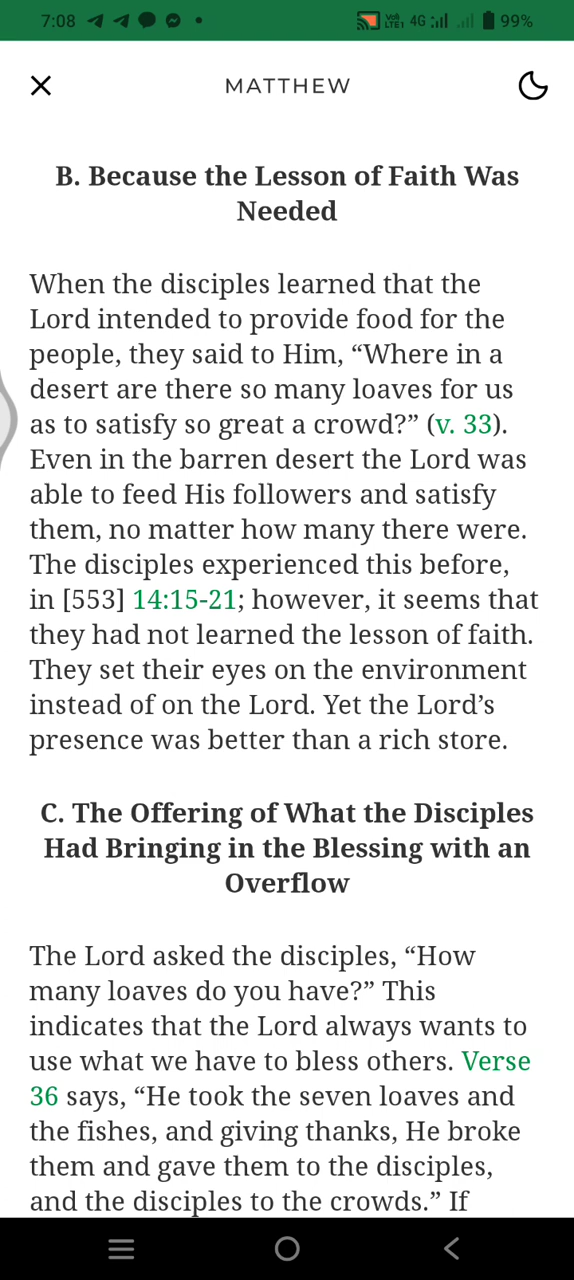 7:08
VoB
LTE1 4G 99%
MATTHEW
B. Because the Lesson of Faith Was
Needed
When the disciples learned that the
Lord intended to provide food for the
people, they said to Him, “Where in a
desert are there so many loaves for us
as to satisfy so great a crowd?” (v. 33).
Even in the barren desert the Lord was
able to feed His followers and satisfy
them, no matter how many there were.
The disciples experienced this before,
in [553] 14:15-21; however, it seems that
they had not learned the lesson of faith.
They set their eyes on the environment
instead of on the Lord. Yet the Lord’s
presence was better than a rich store.
C. The Offering of What the Disciples
Had Bringing in the Blessing with an
Overflow
The Lord asked the disciples, “How
many loaves do you have?” This
indicates that the Lord always wants to
use what we have to bless others. Verse
36 says, “He took the seven loaves and
the fishes, and giving thanks, He broke
them and gave them to the disciples,
and the disciples to the crowds.” If